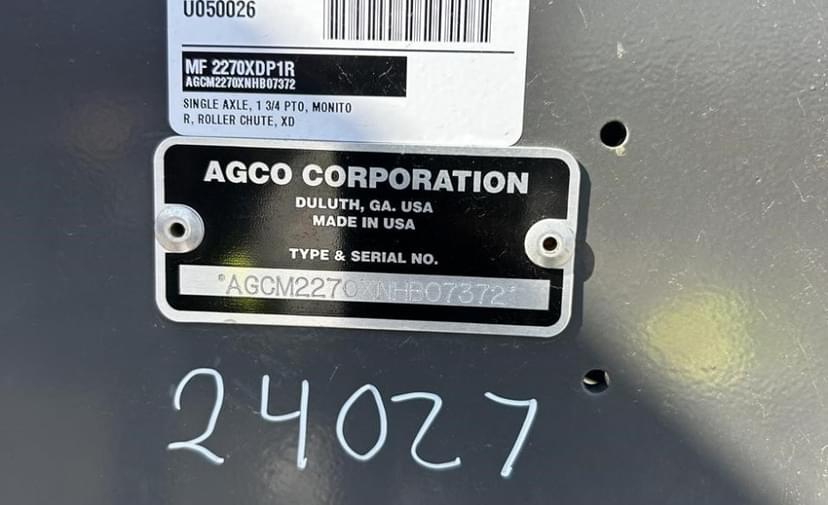 U050026
MF 2270XDP1R
AGCM2270XNHB07372
SINGLE AXLE, 1 3/4 PTO, MONITO
R, ROLLER CHUTE, XD
AGCO CORPORATION
DULUTH, GA. USA
MADE IN USA
TYPE & SERIAL NO.
*AGCM2270XNHB07372*
24027